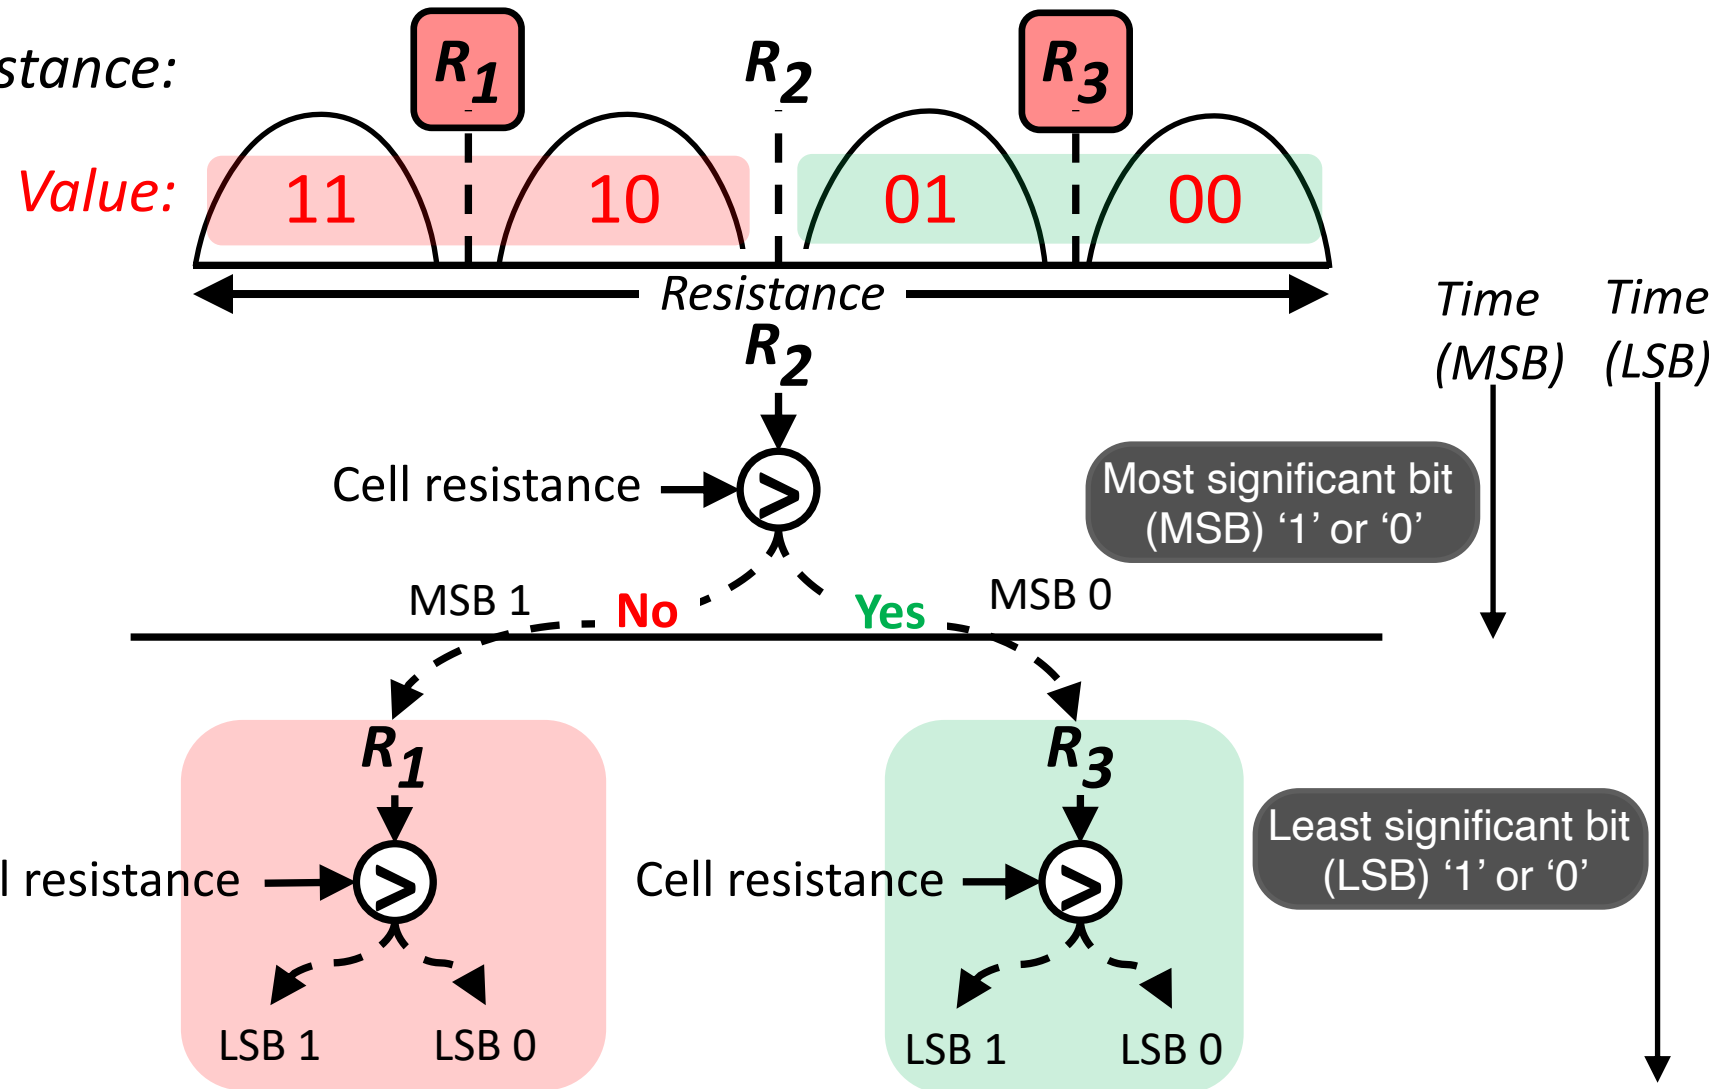 stance: R1 R2 R3
Value: 11 10 01 00
Resistance
Time (MSB)
Time (LSB)
R2
Cell resistance >
Most significant bit
(MSB) ‘1’ or ‘0’
MSB 1 No Yes MSB 0
R1 R3
l resistance > Cell resistance >
Least significant bit
(LSB) ‘1’ or ‘0’
LSB 1 LSB 0 LSB 1 LSB 0